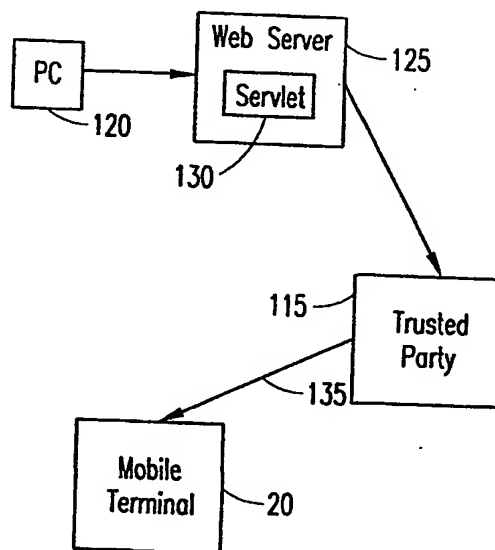 Web Server
125
PC
Servlet
120
130
115
Trusted
Party
135
Mobile
Terminal
20